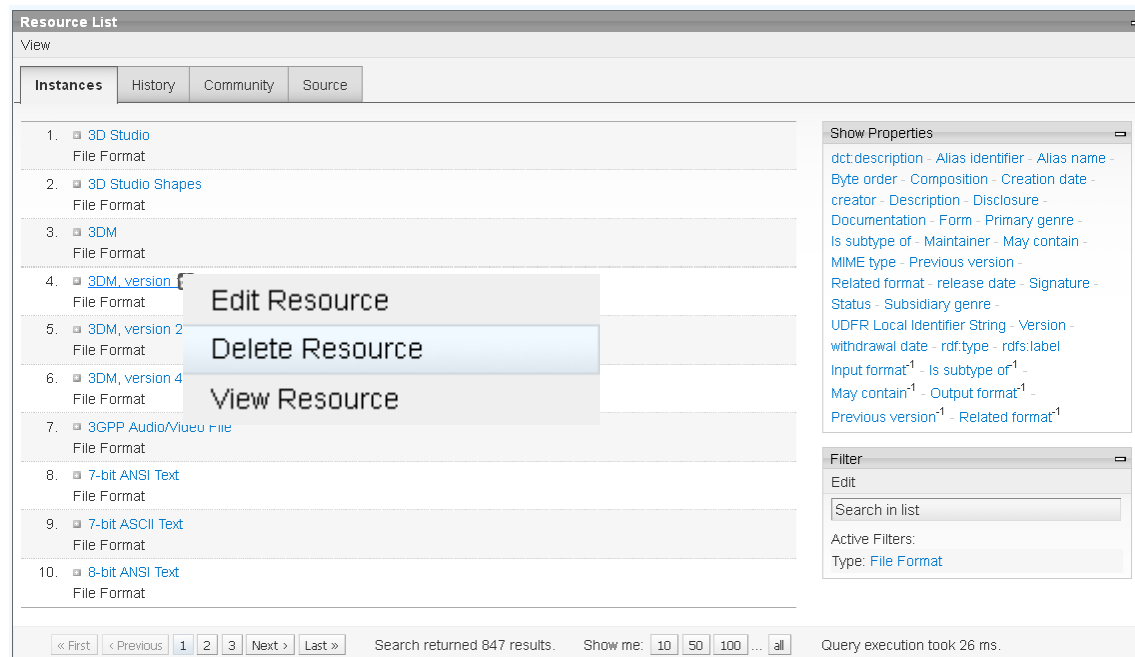 Resource List
View
Instances History Community Source
1. 3D Studio
File Format
2. 3D Studio Shapes
File Format
3. 3DM
File Format
4. 3DM, version
File Format
5. 3DM, version 2
File Format
6. 3DM, version 4
File Format
7. 3GPP Audio/Video File
File Format
8. 7-bit ANSI Text
File Format
9. 7-bit ASCII Text
File Format
10. 8-bit ANSI Text
File Format
Edit Resource
Delete Resource
View Resource
Show Properties
dct:description - Alias identifier - Alias name -
Byte order - Composition - Creation date -
creator - Description - Disclosure -
Documentation - Form - Primary genre -
Is subtype of - Maintainer - May contain -
MIME type - Previous version -
Related format - release date - Signature -
Status - Subsidiary genre -
UDFR Local Identifier String - Version -
withdrawal date - rdf:type - rdfs:label
Input format-1 - Is subtype of-1 -
May contain-1 - Output format-1 -
Previous version-1 - Related format-1
Filter
Edit
Search in list
Active Filters:
Type: File Format
« First ‹ Previous 1 2 3 Next › Last » Search returned 847 results. Show me: 10 50 100 ... all Query execution took 26 ms.